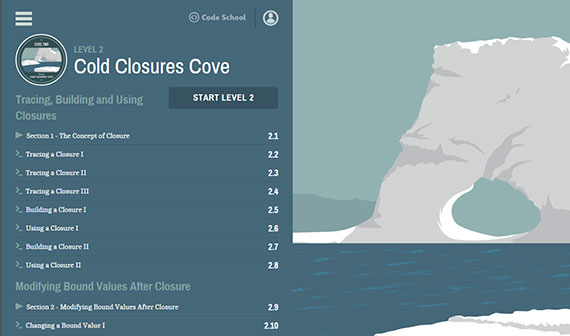 Code School
LEVEL TWO
LEVEL 2
Cold Closures Cove
Tracing, Building and Using
Closures
START LEVEL 2
Section 1 - The Concept of Closure 2.1
Tracing a Closure I 2.2
Tracing a Closure II 2.3
Tracing a Closure III 2.4
Building a Closure I 2.5
Using a Closure I 2.6
Building a Closure II 2.7
Using a Closure II 2.8
Modifying Bound Values After Closure
Section 2 - Modifying Bound Values After Closure 2.9
Changing a Bound Value I 2.10